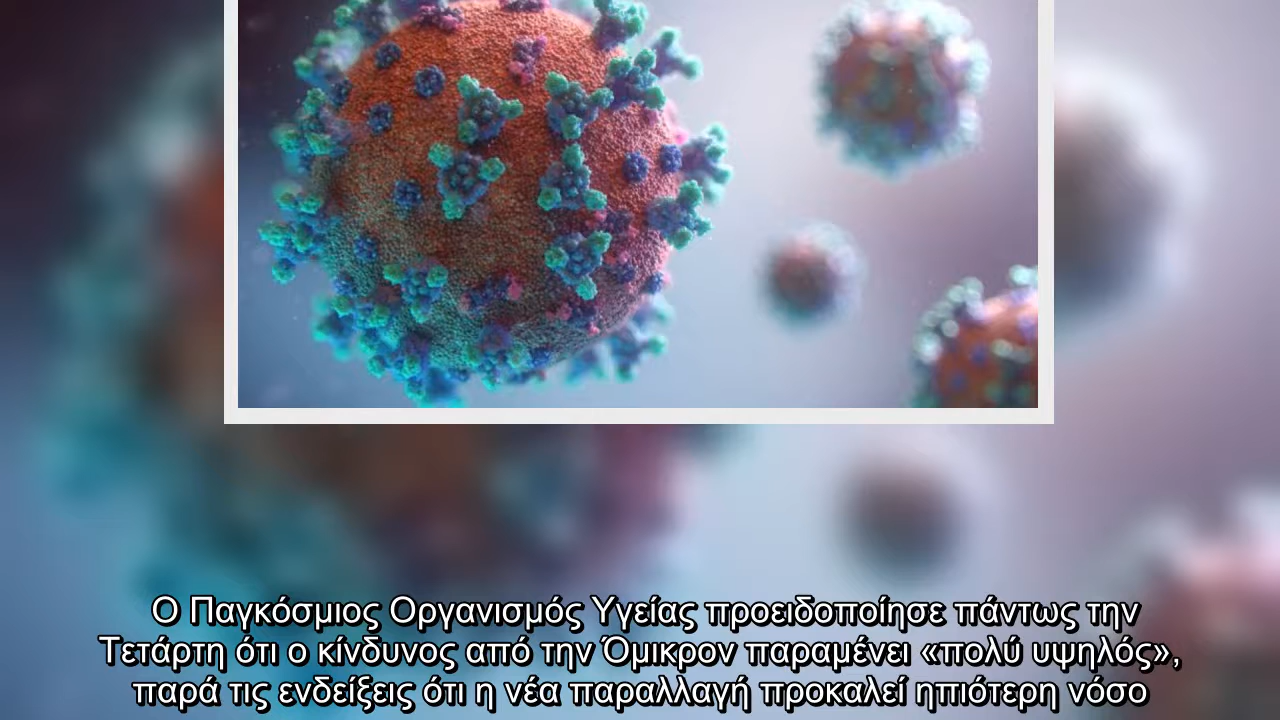 Ο Παγκόσμιος Οργανισμός Υγείας προειδοποίησε πάντως την
Τετάρτη ότι ο κίνδυνος από την Όμικρον παραμένει «πολύ υψηλός»,
παρά τις ενδείξεις ότι η νέα παραλλαγή προκαλεί ηπιότερη νόσο